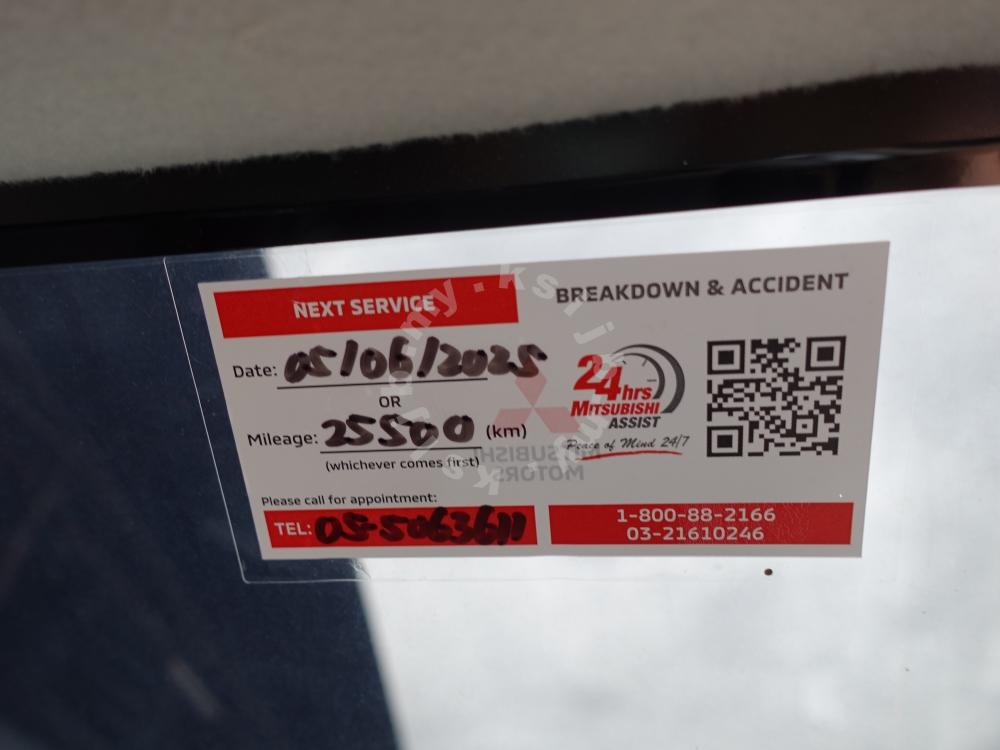 NEXT SERVICE
Date: 05/06/2025
OR
Mileage: 25500 (km)
(whichever comes first)
Please call for appointment:
TEL: 05-5063611
BREAKDOWN & ACCIDENT
24hrs
MITSUBISHI
ASSIST
Peace of Mind 24/7
MITSUBISHI
MOTORS
1-800-88-2166
03-21610246